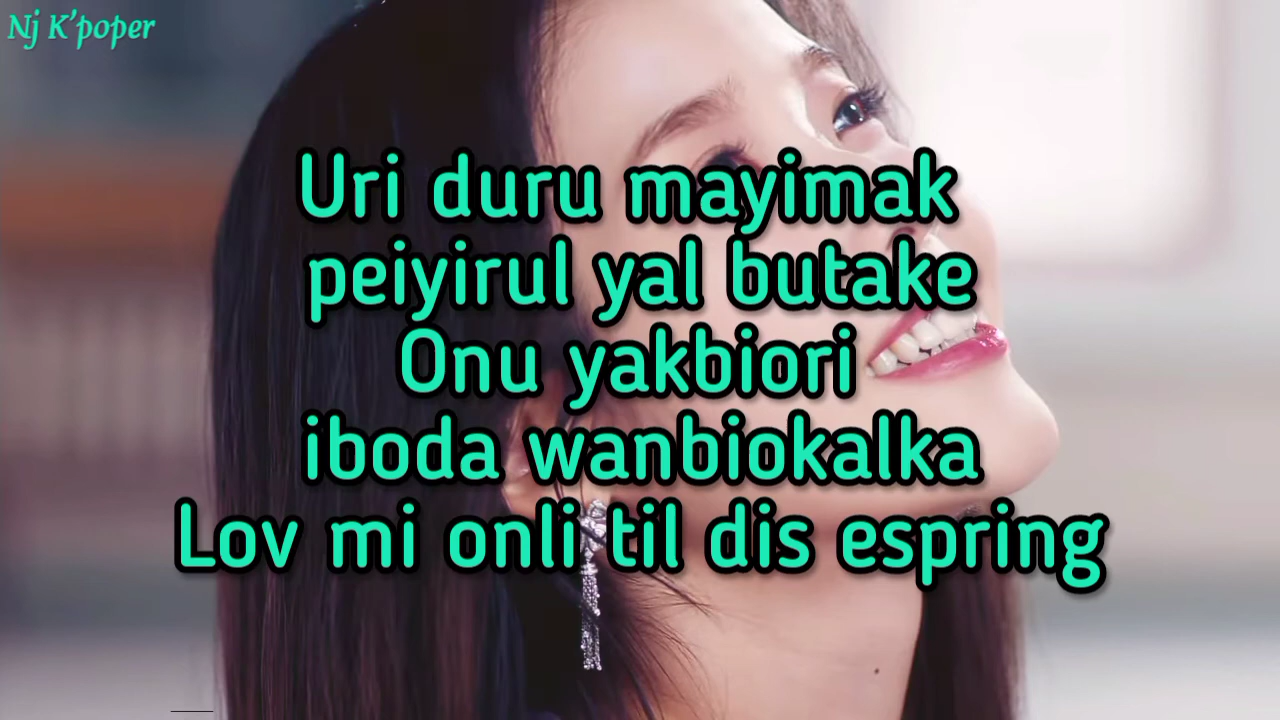 Nj K'poper
Uri duru mayimak
peiyirul yal butake
Onu yakbiori
iboda wanbiokalka
Lov mi onli til dis espring